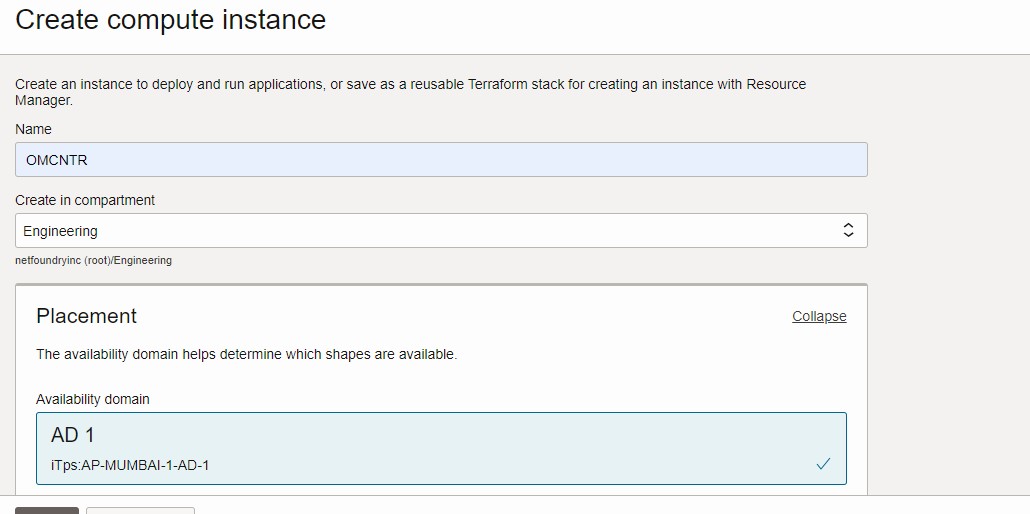 Create compute instance
Create an instance to deploy and run applications, or save as a reusable Terraform stack for creating an instance with Resource
Manager.
Name
OMCNTR
Create in compartment
Engineering
netfoundryinc (root)/Engineering
Placement
Collapse
The availability domain helps determine which shapes are available.
Availability domain
AD 1
iTps:AP-MUMBAI-1-AD-1